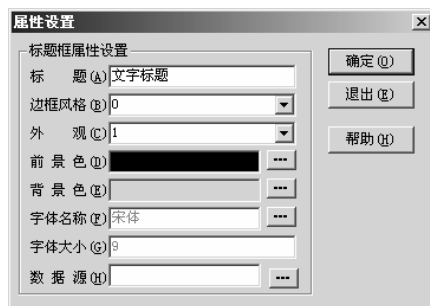 属性设置
标题框属性设置
标 题(A) 文字标题
边框风格(B) 0
外 观(C) 1
前 景 色(D) ...
背 景 色(E) ...
字体名称(F) 宋体 ...
字体大小(G) 9
数 据 源(H) ...
确定(O)
退出(E)
帮助(H)